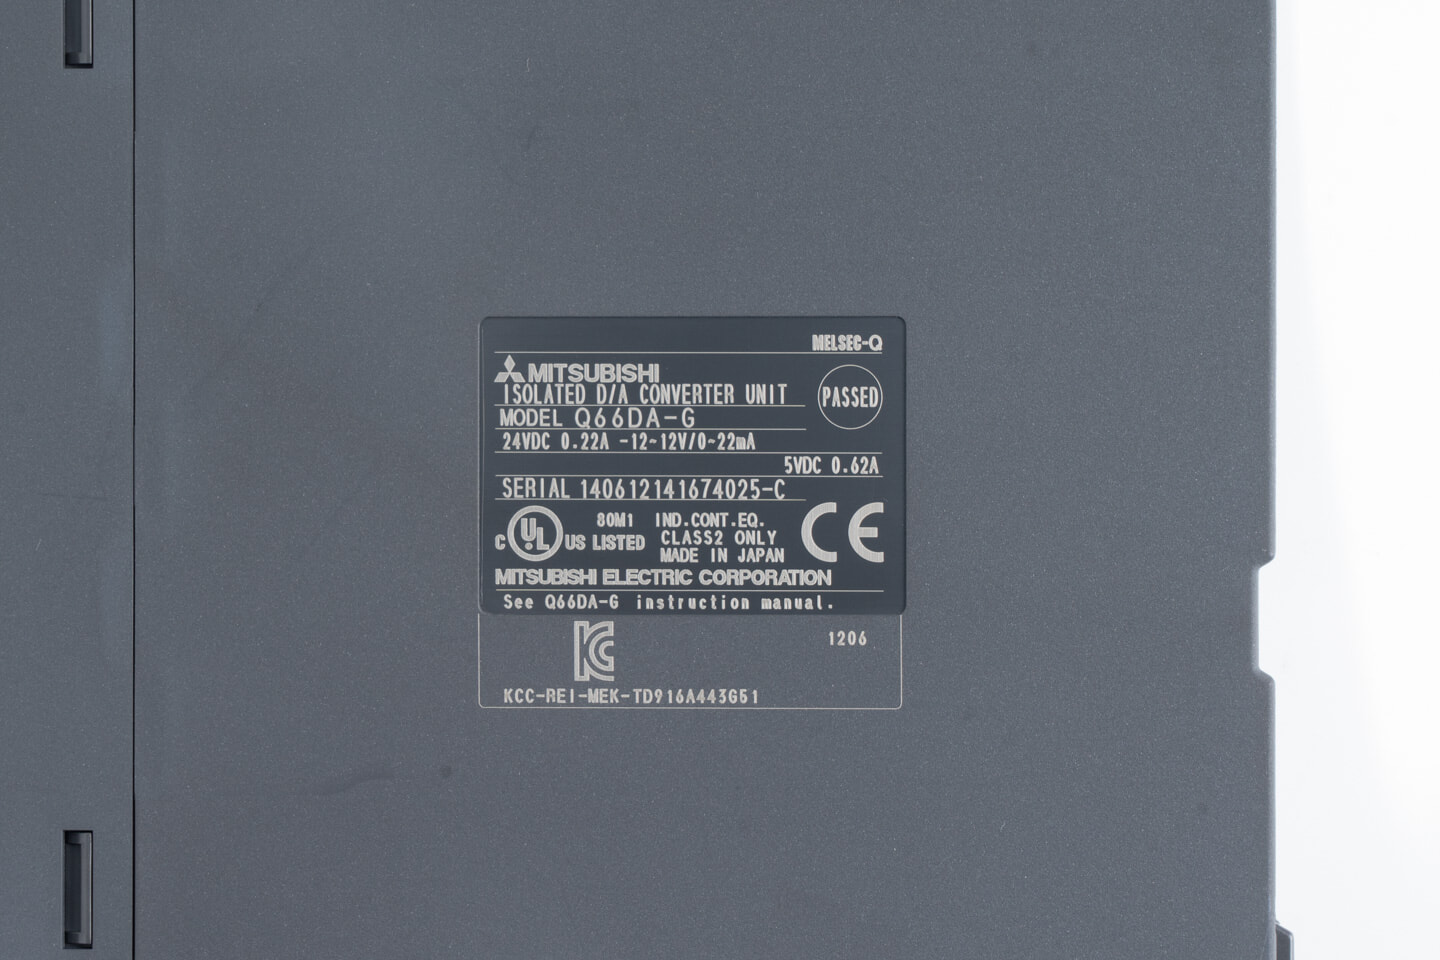 MELSEC-Q
MITSUBISHI
ISOLATED D/A CONVERTER UNIT
PASSED
MODEL Q66DA-G
24VDC 0.22A -12~12V/0~22mA
5VDC 0.62A
SERIAL 140612141674025-C
C UL US LISTED
80M1 IND.CONT.EQ.
CLASS2 ONLY
MADE IN JAPAN
CE
MITSUBISHI ELECTRIC CORPORATION
See Q66DA-G instruction manual.
KC
1206
KCC-REI-MEK-TD916A443G51